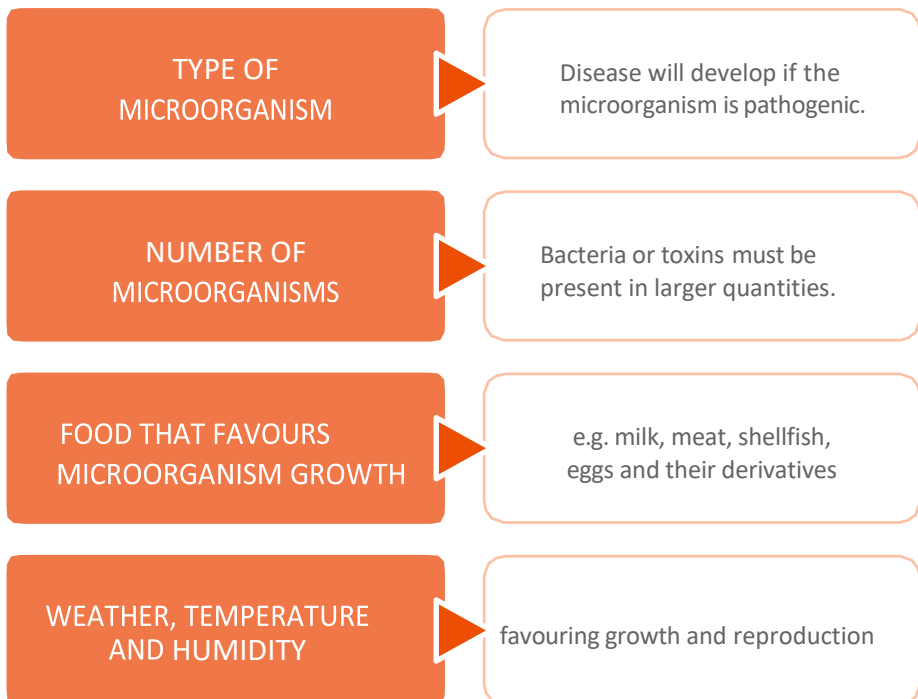 TYPE OF
MICROORGANISM
Disease will develop if the
microorganism is pathogenic.
NUMBER OF
MICROORGANISMS
Bacteria or toxins must be
present in larger quantities.
FOOD THAT FAVOURS
MICROORGANISM GROWTH
e.g. milk, meat, shellfish,
eggs and their derivatives
WEATHER, TEMPERATURE
AND HUMIDITY
favouring growth and reproduction